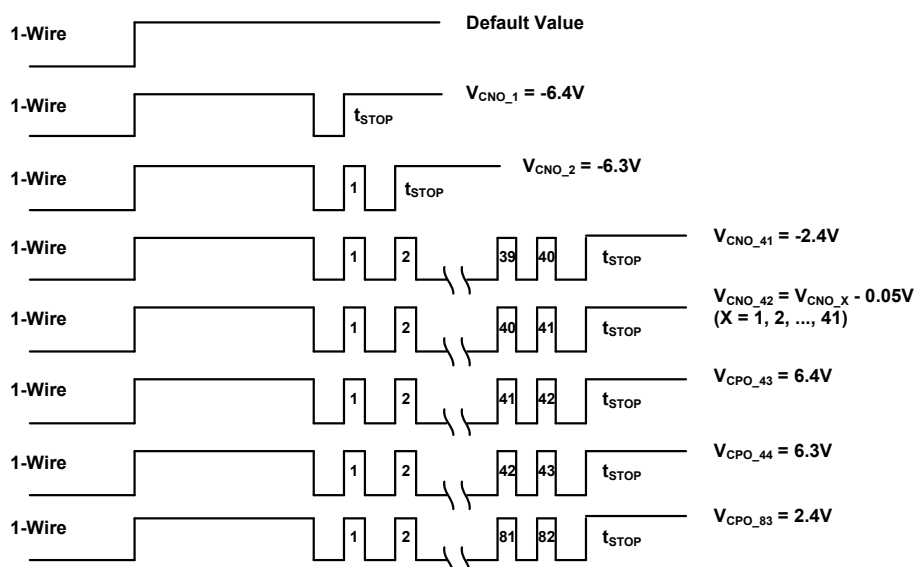 1-Wire
Default Value
1-Wire
tSTOP
VCNO_1 = -6.4V
1-Wire
1
tSTOP
VCNO_2 = -6.3V
1-Wire
1 2 39 40
tSTOP
VCNO_41 = -2.4V
1-Wire
1 2 40 41
tSTOP
VCNO_42 = VCNO_X - 0.05V
(X = 1, 2, ..., 41)
1-Wire
1 2 41 42
tSTOP
VCPO_43 = 6.4V
1-Wire
1 2 42 43
tSTOP
VCPO_44 = 6.3V
1-Wire
1 2 81 82
tSTOP
VCPO_83 = 2.4V